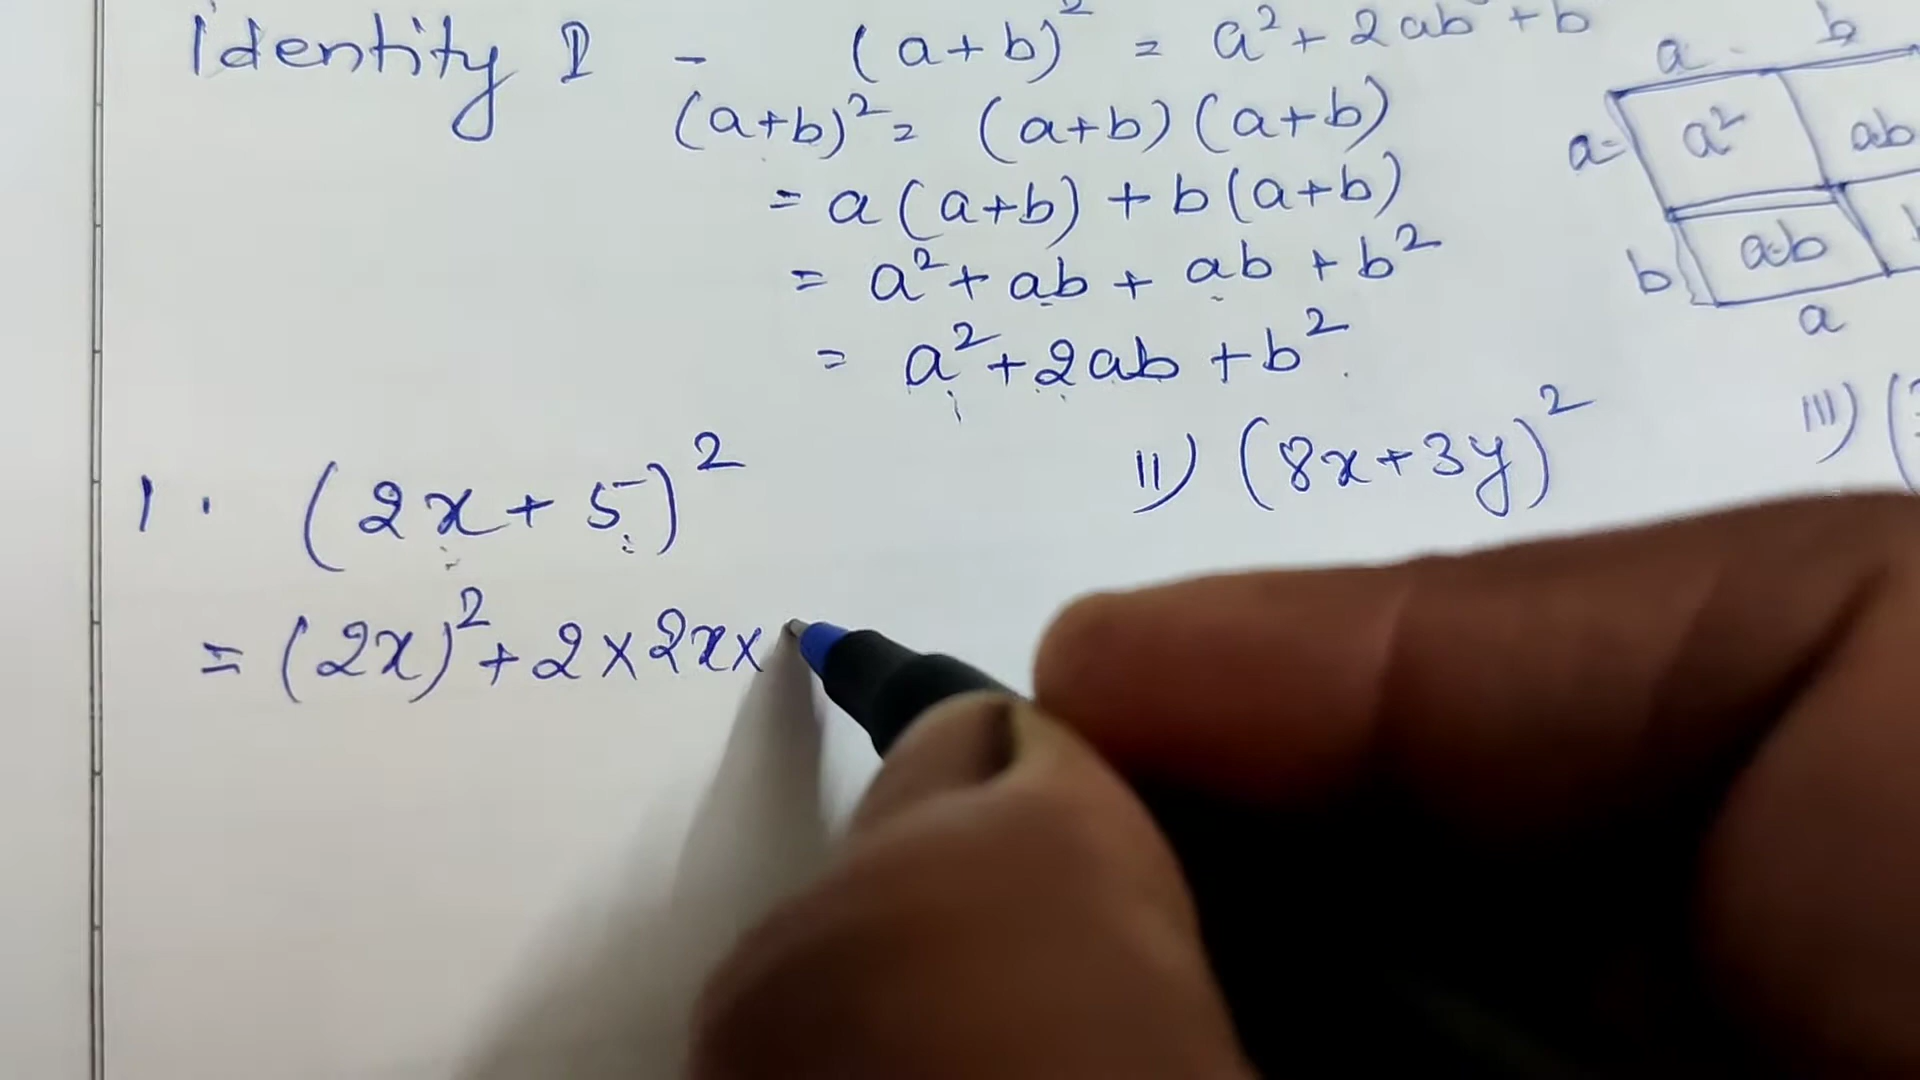 Identity I - (a+b)² = a² + 2ab + b
(a+b)² = (a+b)(a+b)
= a(a+b) + b(a+b)
= a² + ab + ab + b²
= a² + 2ab + b²
a b
a a² ab
b ab
a
1. (2x+5)²
II) (8x+3y)²
III) (
= (2x)² + 2×2x×